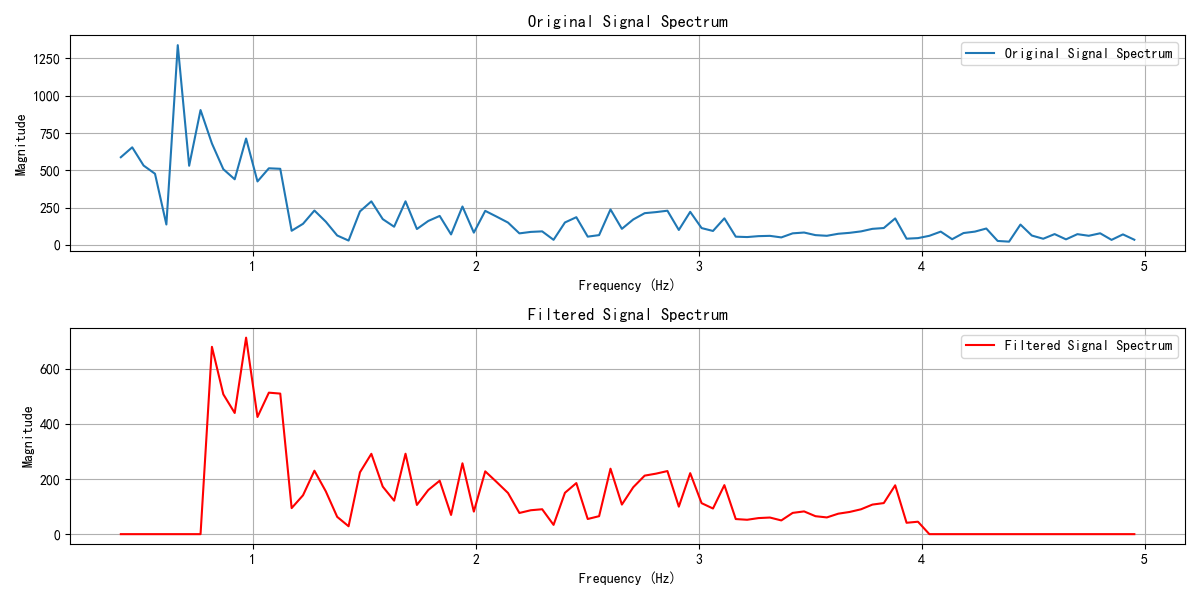 Original Signal Spectrum
Original Signal Spectrum
1250
1000
750
500
250
0
Magnitude
1 2 3 4 5
Frequency (Hz)
Filtered Signal Spectrum
Filtered Signal Spectrum
600
400
200
0
Magnitude
1 2 3 4 5
Frequency (Hz)